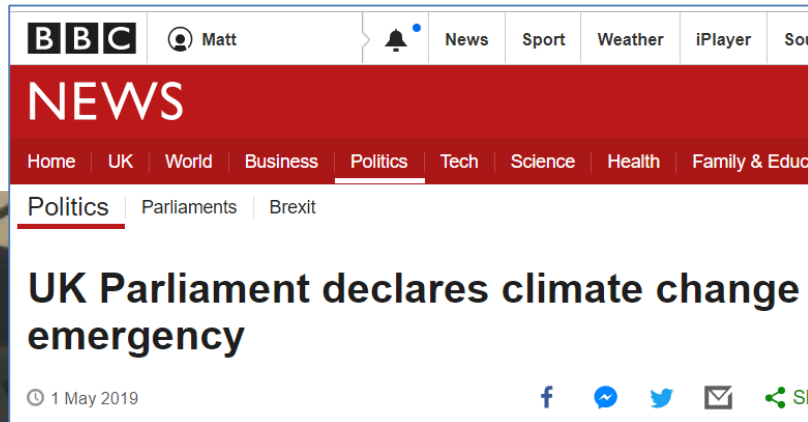 BBC Matt News Sport Weather iPlayer
NEWS
Home UK World Business Politics Tech Science Health Family &
Politics Parliaments Brexit
UK Parliament declares climate change
emergency
1 May 2019